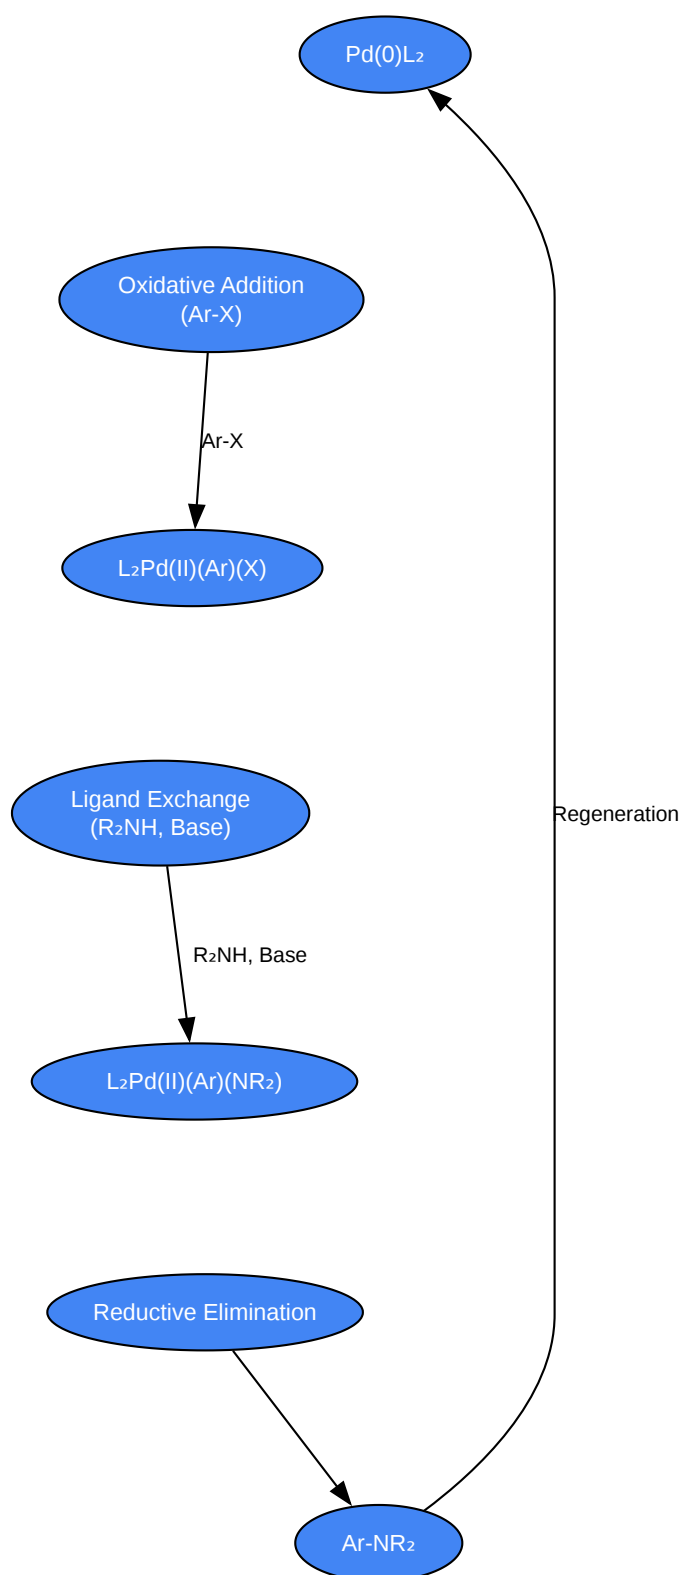 Pd(0)L₂
Oxidative Addition
(Ar-X)
Ar-X
L₂Pd(II)(Ar)(X)
Ligand Exchange
(R₂NH, Base)
Regeneration
R₂NH, Base
L₂Pd(II)(Ar)(NR₂)
Reductive Elimination
Ar-NR₂